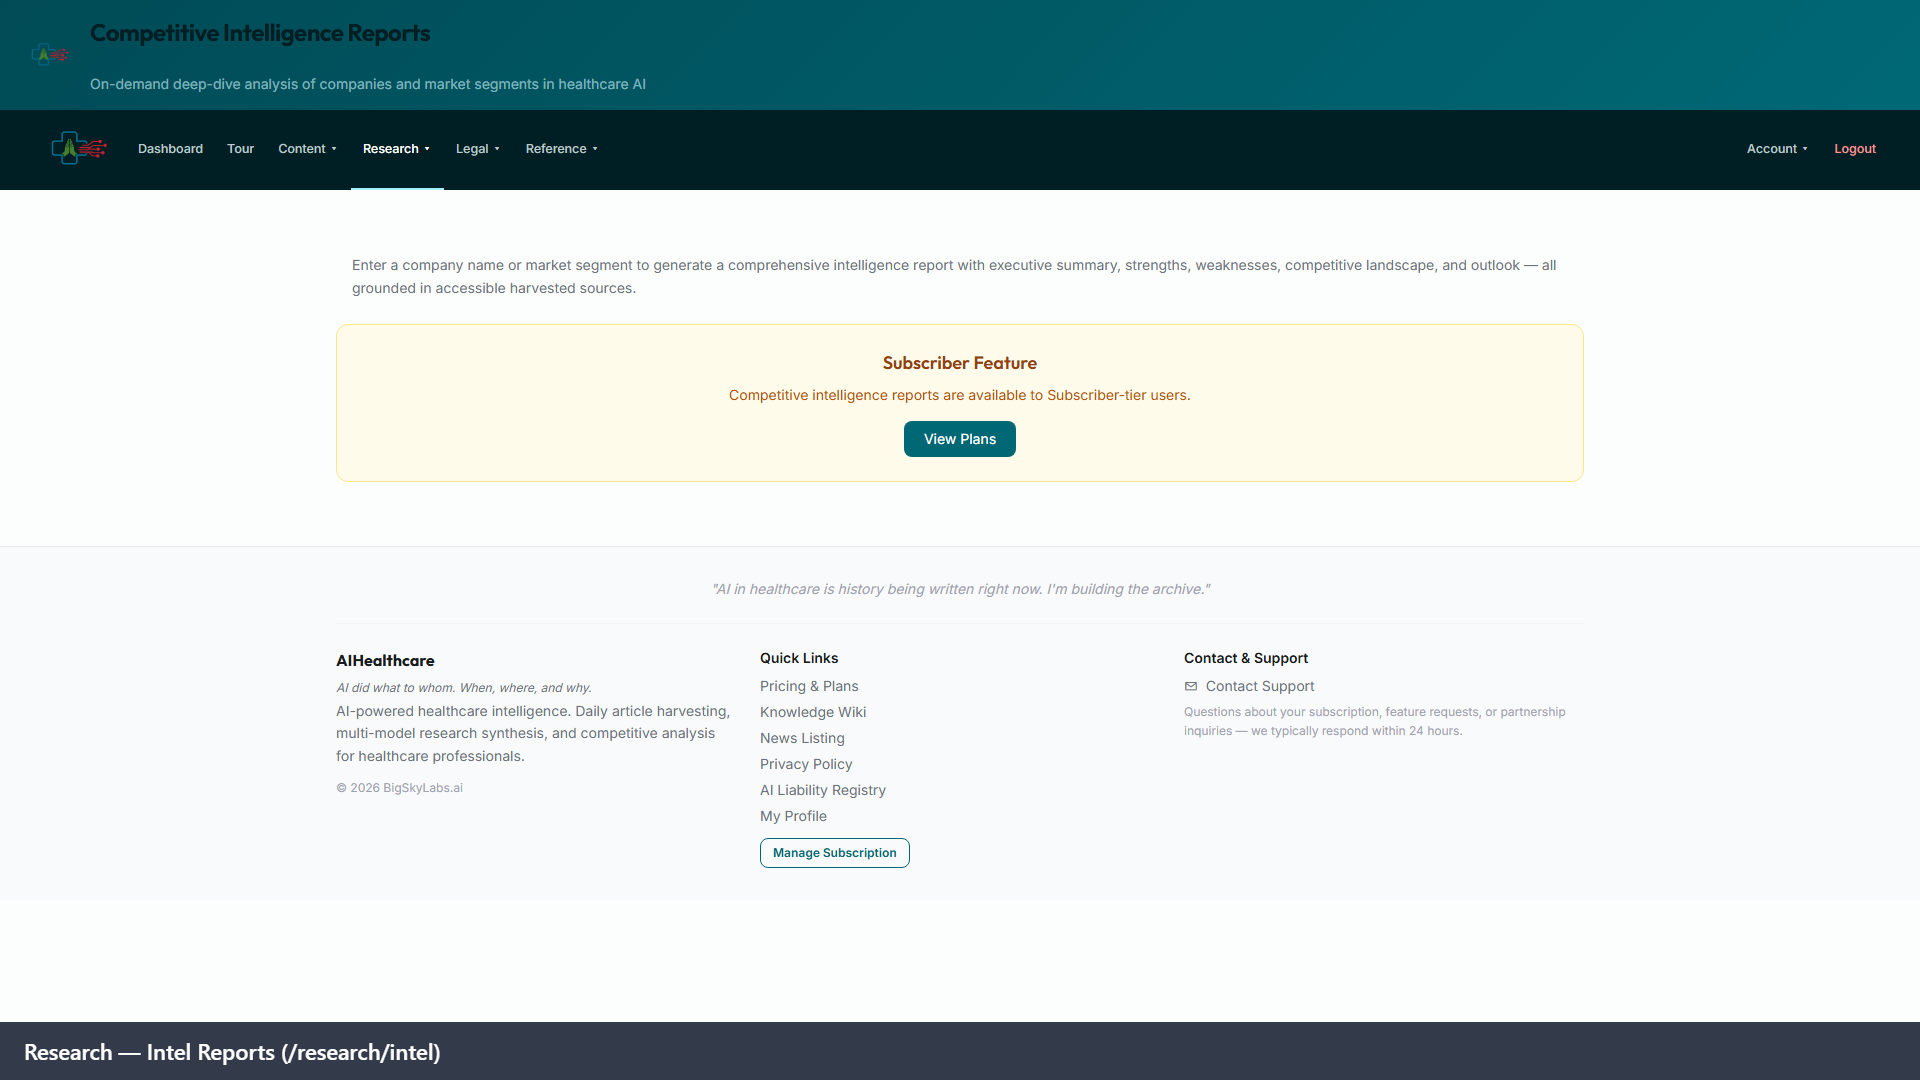 Competitive Intelligence Reports
On-demand deep-dive analysis of companies and market segments in healthcare AI
Dashboard Tour Content Research Legal Reference Account Logout
Enter a company name or market segment to generate a comprehensive intelligence report with executive summary, strengths, weaknesses, competitive landscape, and outlook — all
grounded in accessible harvested sources.
Subscriber Feature
Competitive intelligence reports are available to Subscriber-tier users.
View Plans
"AI in healthcare is history being written right now. I'm building the archive."
AIHealthcare
AI did what to whom. When, where, and why.
AI-powered healthcare intelligence. Daily article harvesting,
multi-model research synthesis, and competitive analysis
for healthcare professionals.
© 2026 BigSkyLabs.ai
Quick Links
Pricing & Plans
Knowledge Wiki
News Listing
Privacy Policy
AI Liability Registry
My Profile
Manage Subscription
Contact & Support
Contact Support
Questions about your subscription, feature requests, or partnership
inquiries — we typically respond within 24 hours.
Research — Intel Reports (/research/intel)